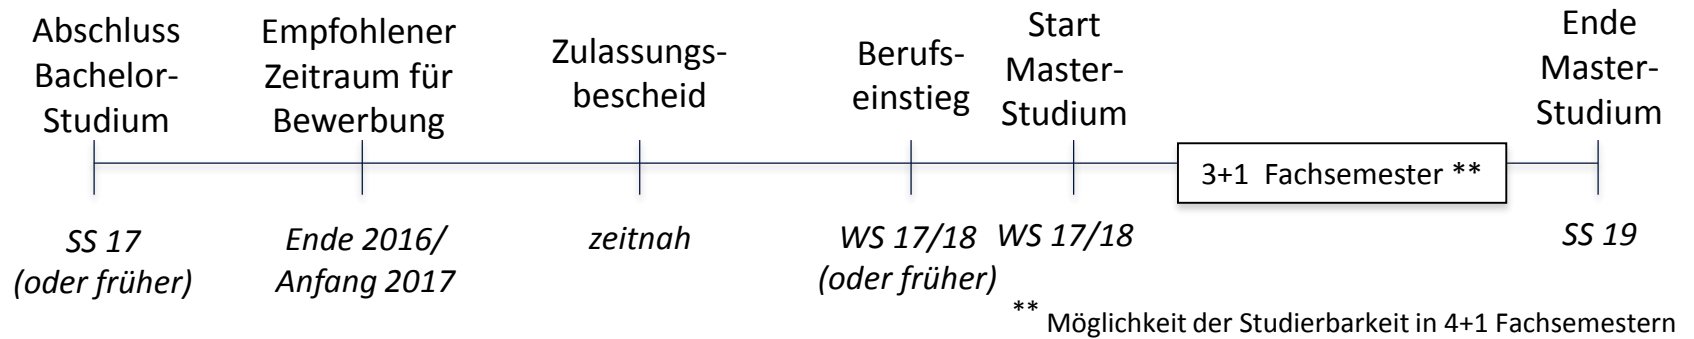 Abschluss
Bachelor-
Studium
Empfohlener
Zeitraum für
Bewerbung
Zulassungs-
bescheid
Berufs-
einstieg
Start
Master-
Studium
Ende
Master-
Studium
3+1 Fachsemester **
SS 17
(oder früher)
Ende 2016/
Anfang 2017
zeitnah
WS 17/18
(oder früher)
WS 17/18
SS 19
** Möglichkeit der Studierbarkeit in 4+1 Fachsemestern